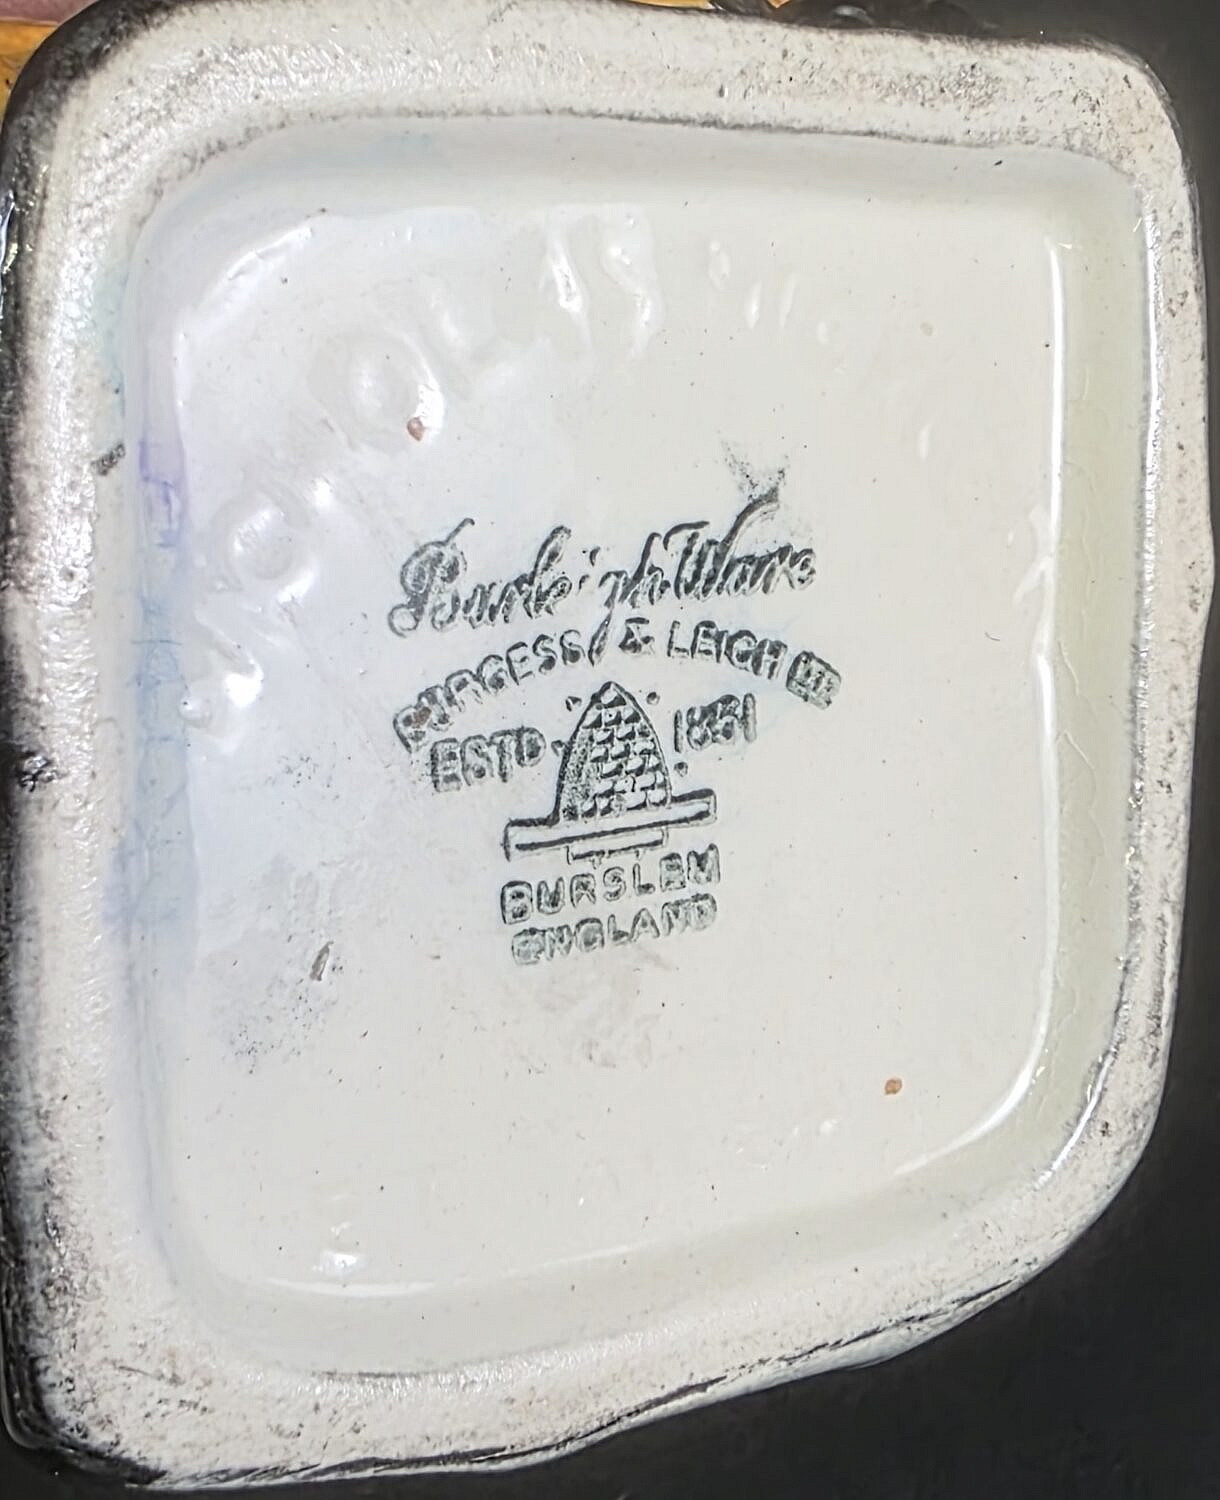 Burleigh Ware
BURGESS & LEIGH LTD
ESTD 1851
BURSLEM
ENGLAND